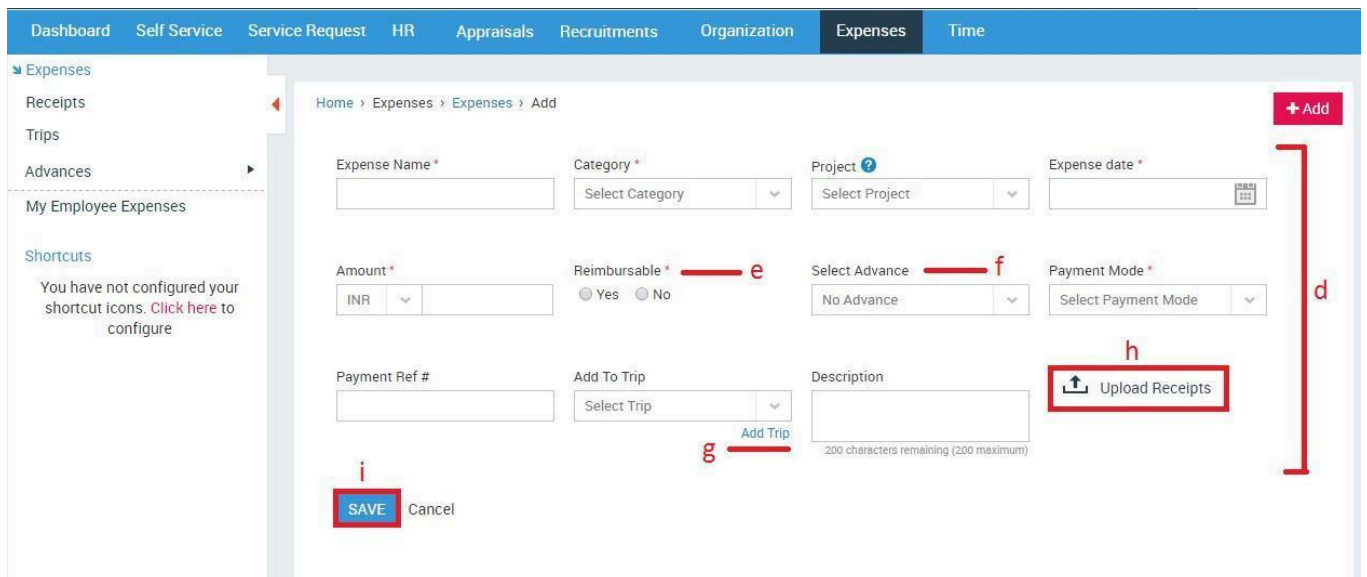 Dashboard Self Service Service Request HR Appraisals Recruitments Organization Expenses Time
Expenses
Receipts
Trips
Advances
My Employee Expenses
Shortcuts
You have not configured your
shortcut icons. Click here to
configure
Home › Expenses › Expenses › Add
+ Add
Expense Name * Category * Project ? Expense date *
Select Category Select Project
Amount * Reimbursable * e Select Advance f Payment Mode *
INR Yes No No Advance Select Payment Mode
d
h
Payment Ref # Add To Trip Description
Select Trip Upload Receipts
Add Trip
g 200 characters remaining (200 maximum)
i
SAVE Cancel